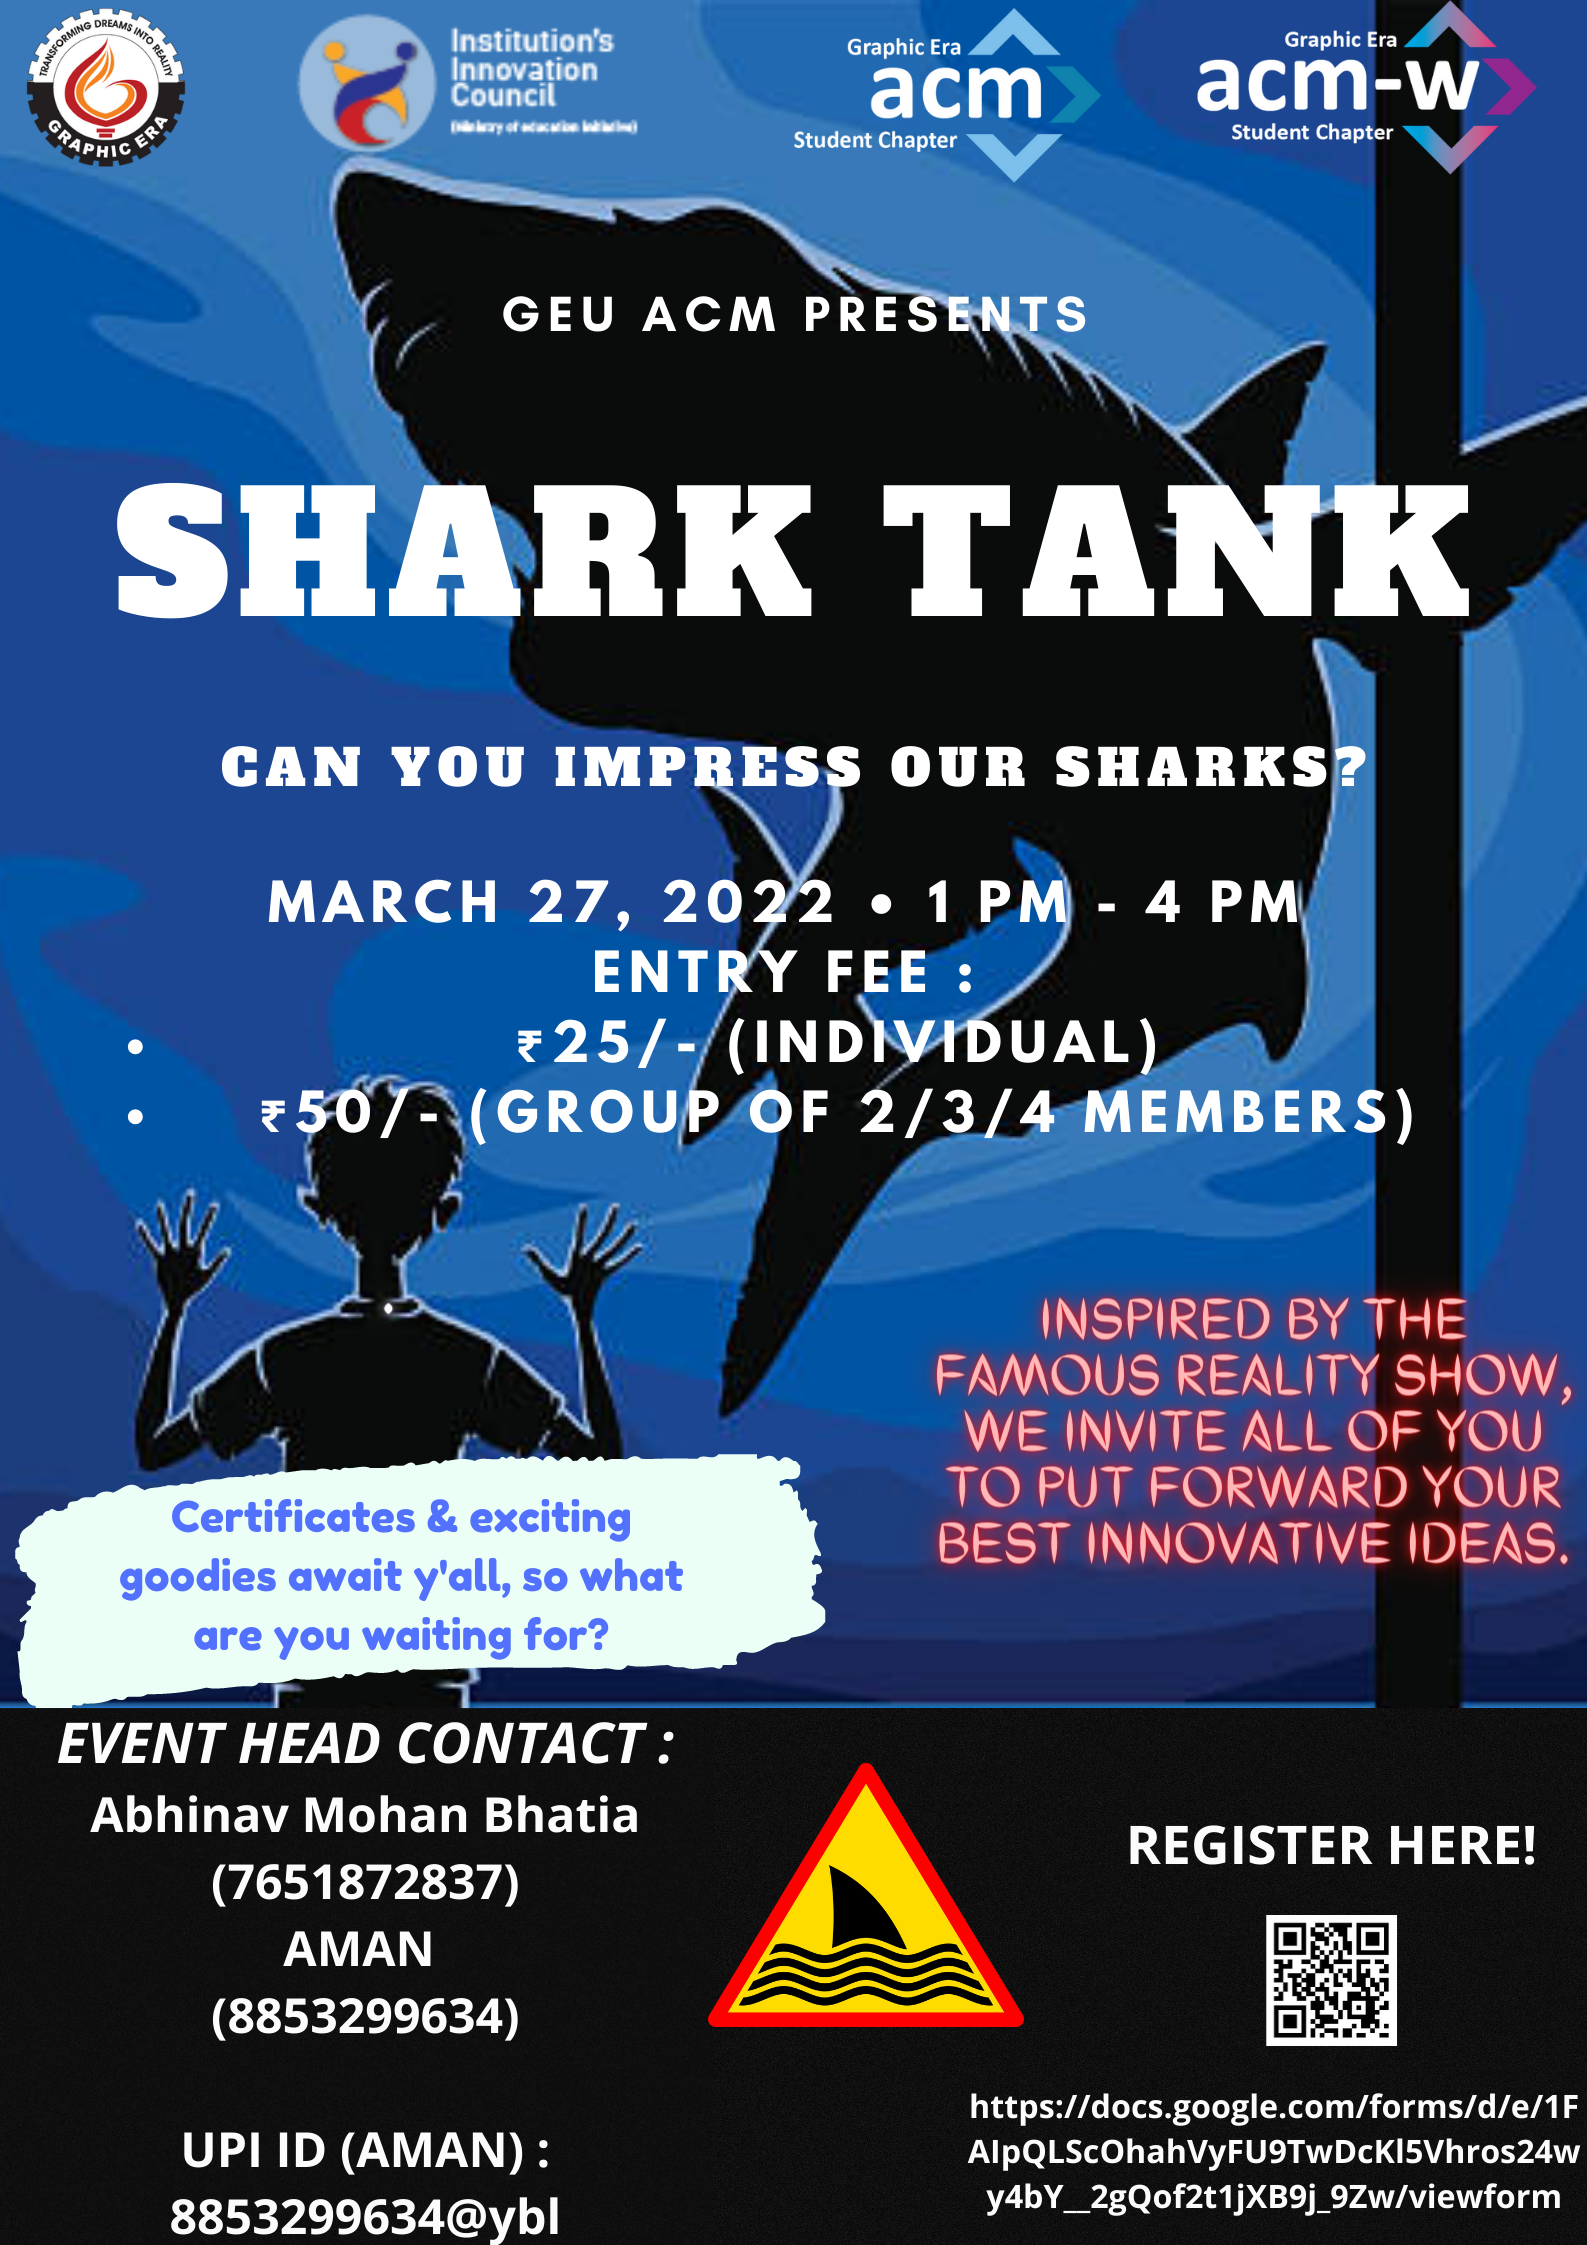 TRANSFORMING DREAMS INTO REALITY
GRAPHIC ERA
Institution's
Innovation
Council
(Ministry of education Initiative)
Graphic Era
acm
Student Chapter
Graphic Era
acm-w
Student Chapter
GEU ACM PRESENTS
SHARK TANK
CAN YOU IMPRESS OUR SHARKS?
MARCH 27, 2022 • 1 PM - 4 PM
ENTRY FEE :
• ₹25/- (INDIVIDUAL)
• ₹50/- (GROUP OF 2/3/4 MEMBERS)
INSPIRED BY THE
FAMOUS REALITY SHOW,
WE INVITE ALL OF YOU
TO PUT FORWARD YOUR
BEST INNOVATIVE IDEAS.
Certificates & exciting
goodies await y'all, so what
are you waiting for?
EVENT HEAD CONTACT :
Abhinav Mohan Bhatia
(7651872837)
AMAN
(8853299634)
UPI ID (AMAN) :
8853299634@ybl
REGISTER HERE!
https://docs.google.com/forms/d/e/1F
AIpQLScOhahVyFU9TwDcKl5Vhros24w
y4bY__2gQof2t1jXB9j_9Zw/viewform